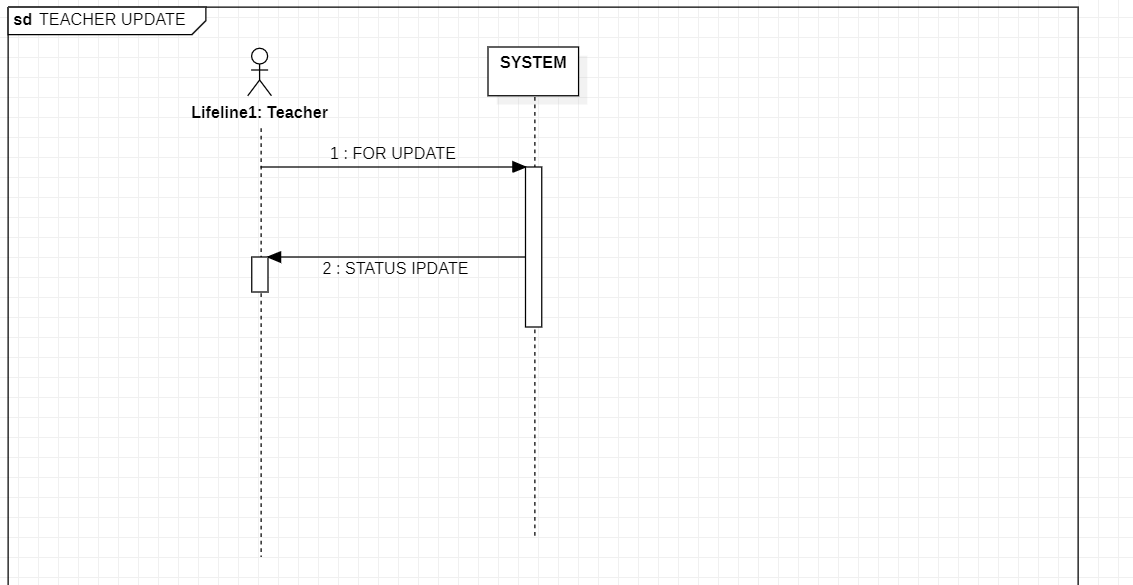 sd TEACHER UPDATE
SYSTEM
Lifeline1: Teacher
1 : FOR UPDATE
2 : STATUS IPDATE